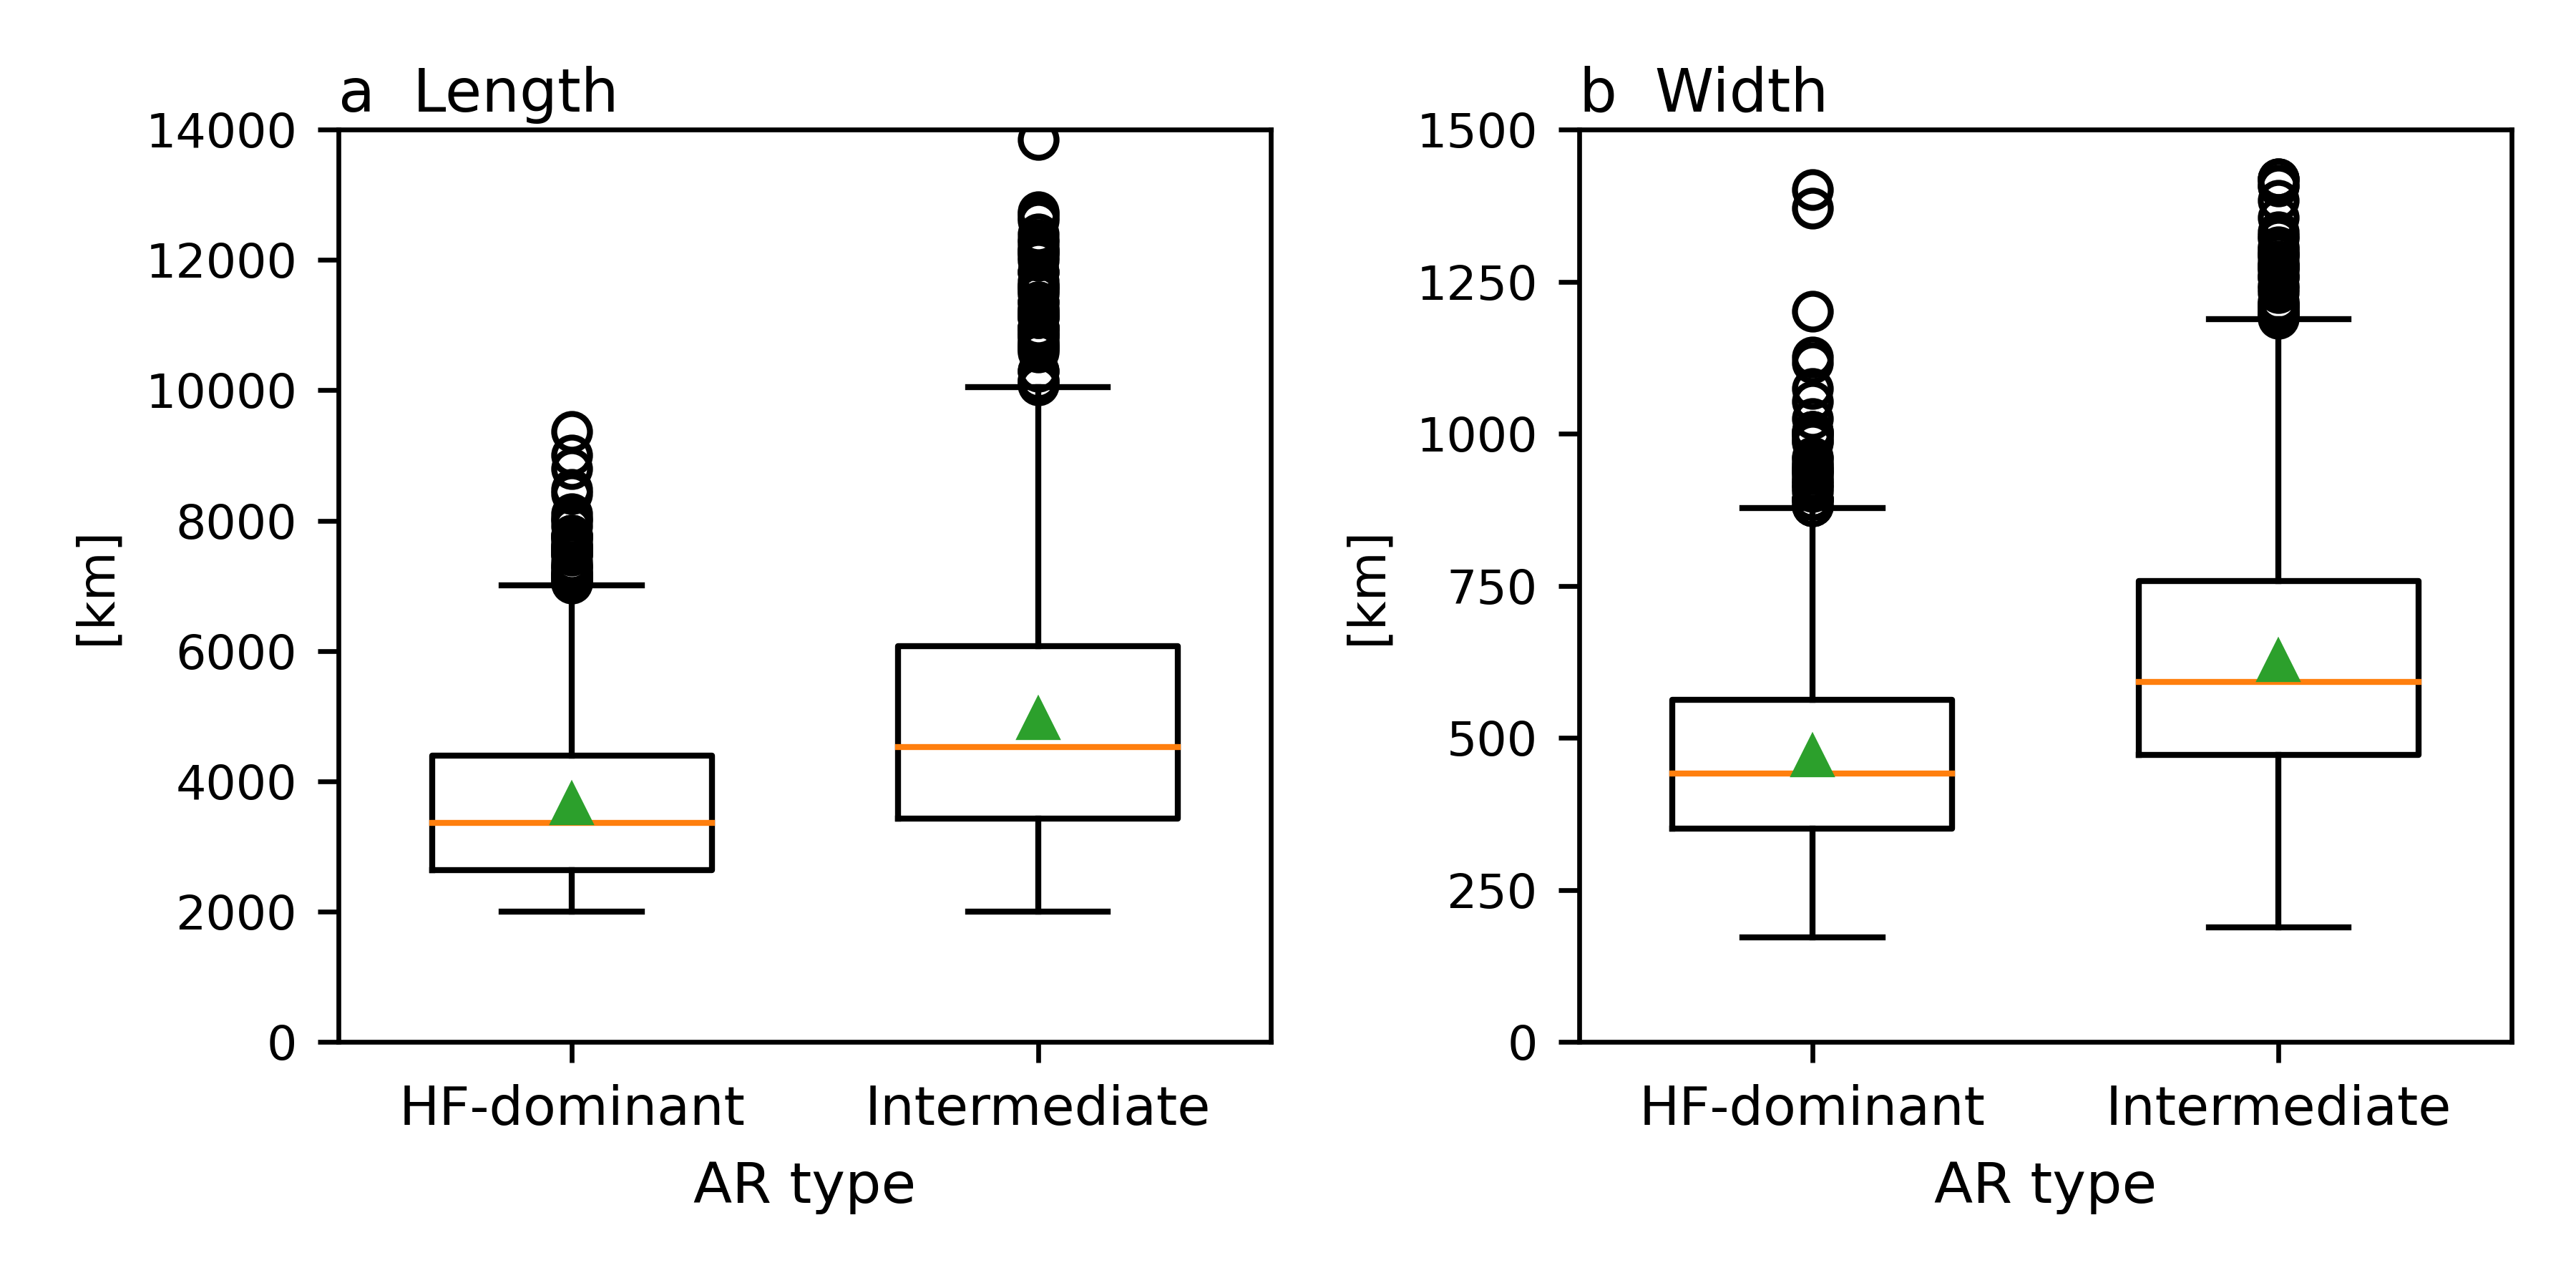 a Length
14000
12000
10000
8000
6000
4000
2000
0
[km]
HF-dominant Intermediate
AR type
b Width
1500
1250
1000
750
500
250
0
[km]
HF-dominant Intermediate
AR type